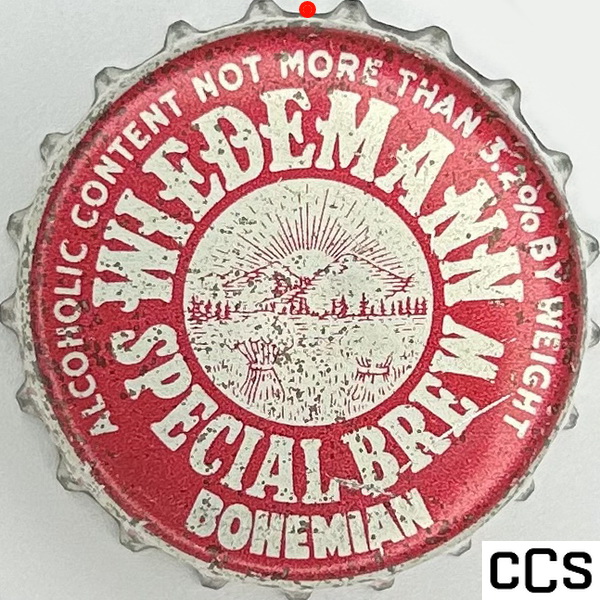 ALCOHOLIC CONTENT NOT MORE THAN 3.2% BY WEIGHT
WIEDEMANN
SPECIAL BREW
BOHEMIAN
CCS